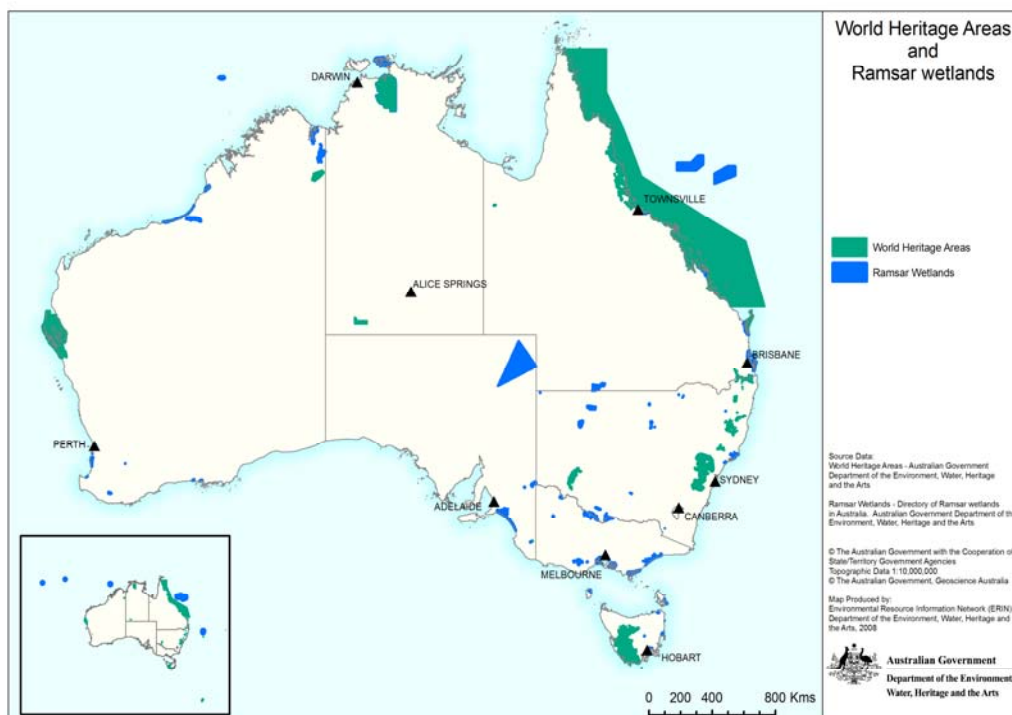 World Heritage Areas
and
Ramsar wetlands
DARWIN
TOWNSVILLE
World Heritage Areas
Ramsar Wetlands
ALICE SPRINGS
BRISBANE
PERTH
SYDNEY
ADELAIDE
CANBERRA
MELBOURNE
HOBART
0 200 400 800 Kms
Source Data:
World Heritage Areas - Australian Government
Department of the Environment, Water, Heritage
and the Arts
Ramsar Wetlands - Directory of Ramsar wetlands
in Australia. Australian Government Department of th
Environment, Water, Heritage and the Arts
© The Australian Government with the Cooperation of
State/Territory Government Agencies
Topographic Data 1:10,000,000
© The Australian Government, Geoscience Australia
Map Produced by:
Environmental Resource Information Network (ERIN)
Department of the Environment, Water, Heritage and
the Arts, 2008
Australian Government
Department of the Environment
Water, Heritage and the Arts